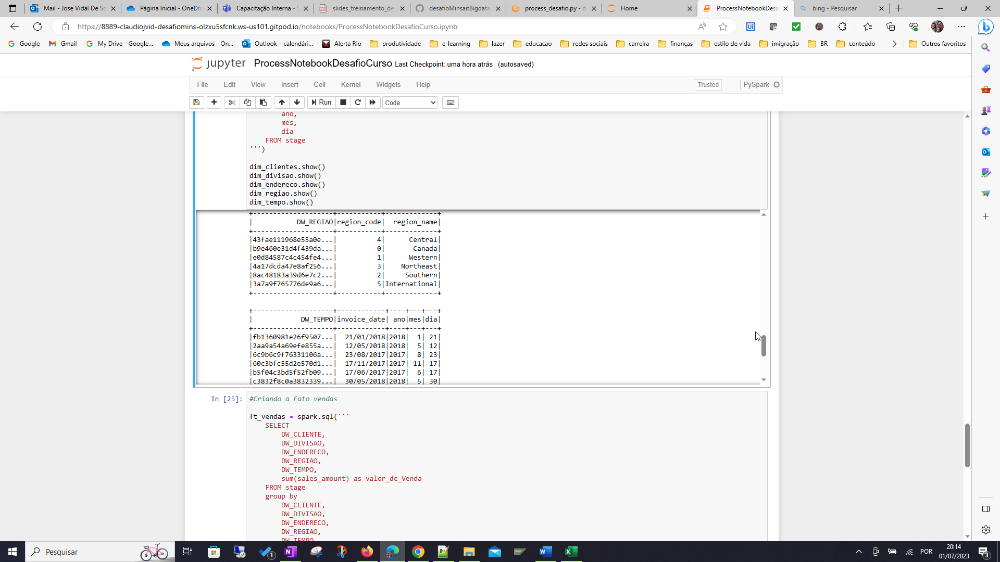 Mail - Jose Vidal De Sc
Página Inicial - OneDri
Capacitação Interna - S
slides_treinamento_de
desafioMinsaitBigdata
process_desafio.py - d
Home
ProcessNotebookDesa
bing - Pesquisar
https://8889-claudiojvid-desafiomins-olzxu5sfcnk.ws-us101.gitpod.io/notebooks/ProcessNotebookDesafioCurso.ipynb
Google
Gmail
My Drive - Google...
Meus arquivos - On...
Outlook – calendári...
Alerta Rio
produtividade
e-learning
lazer
educacao
redes sociais
carreira
finanças
estilo de vida
imigração
BR
conteúdo
Outros favoritos
jupyter ProcessNotebookDesafioCurso Last Checkpoint: uma hora atrás (autosaved)
File Edit View Insert Cell Kernel Widgets Help
Trusted
PySpark
Run
Code
ano,
mes,
dia
FROM stage
''')
dim_clientes.show()
dim_divisao.show()
dim_endereco.show()
dim_regiao.show()
dim_tempo.show()
+--------------------+-----------+-------------+
|           DW_REGIAO|region_code|  region_name|
+--------------------+-----------+-------------+
|43fae111968e55a0e...|          4|      Central|
|b9e460e31d4f439da...|          0|       Canada|
|e0d84587c4c454fe4...|          1|      Western|
|4a17dcda47e8af256...|          3|    Northeast|
|8ac48183a39d6e7c2...|          2|     Southern|
|3a7a9f765776de9a6...|          5|International|
+--------------------+-----------+-------------+
+--------------------+------------+----+---+---+
|            DW_TEMPO|invoice_date| ano|mes|dia|
+--------------------+------------+----+---+---+
|fb1360981e26f9507...|  21/01/2018|2018|  1| 21|
|2aa9a54a69efe855a...|  12/05/2018|2018|  5| 12|
|6c9b6c9f76331106a...|  23/08/2017|2017|  8| 23|
|60c3bfc55d2e570d1...|  17/11/2017|2017| 11| 17|
|b5f04c3bd5f52fb09...|  17/06/2017|2017|  6| 17|
|c3832f8c0a3832339...|  30/05/2018|2018|  5| 30|
In [25]:
#Criando a Fato vendas
ft_vendas = spark.sql('''
SELECT
DW_CLIENTE,
DW_DIVISAO,
DW_ENDERECO,
DW_REGIAO,
DW_TEMPO,
sum(sales_amount) as valor_de_Venda
FROM stage
group by
DW_CLIENTE,
DW_DIVISAO,
DW_ENDERECO,
DW_REGIAO,
DW_TEMPO
Pesquisar
1
POR
20:14
01/07/2023
3